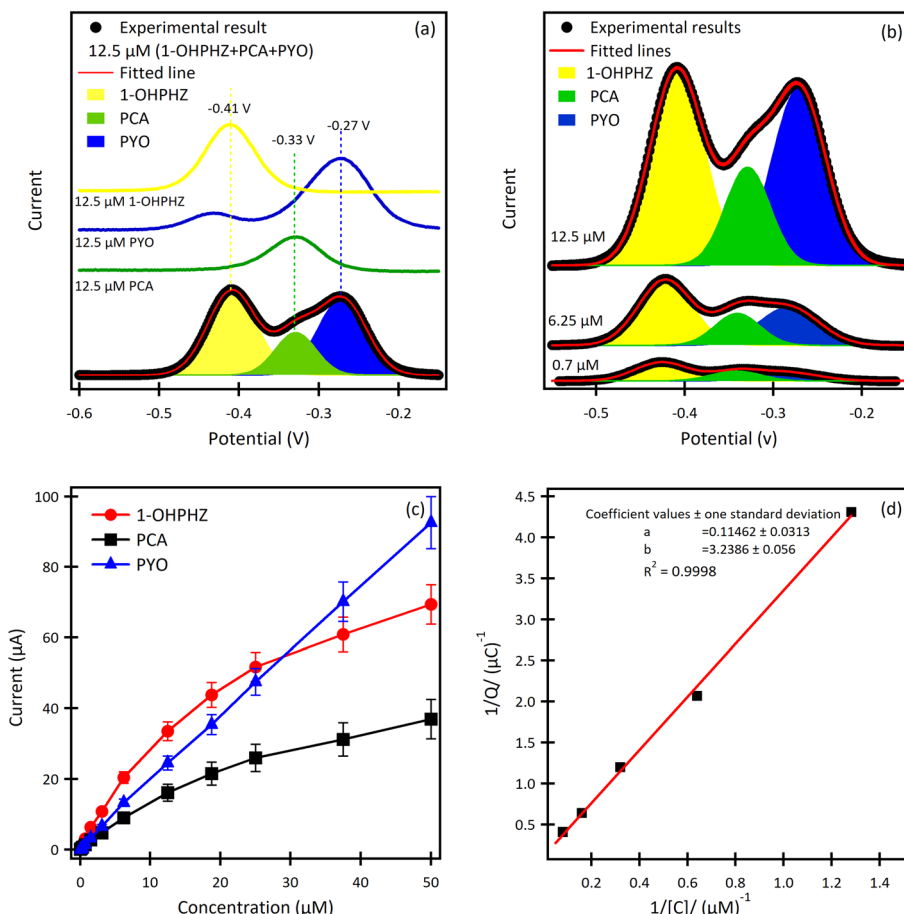 Experimental result
(a)
12.5 µM (1-OHPHZ+PCA+PYO)
Fitted line
1-OHPHZ
PCA
PYO
-0.41 V
-0.33 V
-0.27 V
12.5 µM 1-OHPHZ
12.5 µM PYO
12.5 µM PCA
Current
-0.6
-0.5
-0.4
-0.3
-0.2
Potential (V)
Experimental results
(b)
Fitted lines
1-OHPHZ
PCA
PYO
12.5 µM
6.25 µM
0.7 µM
Current
-0.5
-0.4
-0.3
-0.2
Potential (v)
(c)
1-OHPHZ
PCA
PYO
100
80
60
40
20
0
Current (µA)
0
10
20
30
40
50
Concentration (µM)
(d)
Coefficient values ± one standard deviation
a =0.11462 ± 0.0313
b =3.2386 ± 0.056
R² = 0.9998
4.5
4.0
3.5
3.0
2.5
2.0
1.5
1.0
0.5
1/Q/ (µC)⁻¹
0.2
0.4
0.6
0.8
1.0
1.2
1.4
1/[C]/ (µM)⁻¹